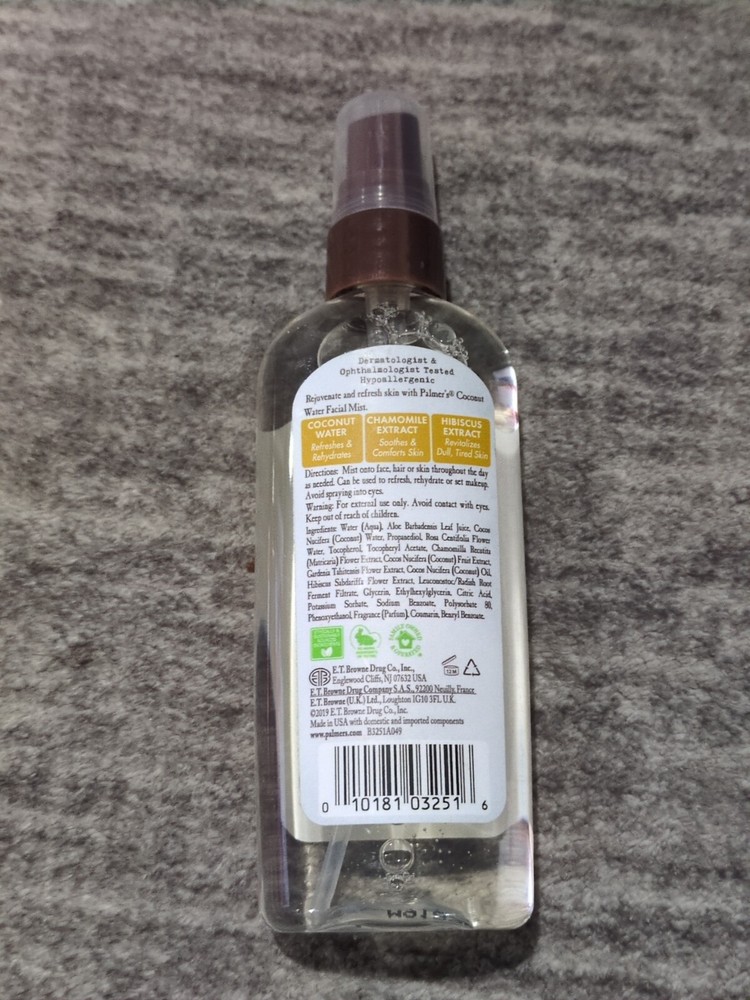 Dermatologist &
Ophthalmologist Tested
Hypoallergenic
Rejuvenate and refresh skin with Palmer's® Coconut
Water Facial Mist.
COCONUT
WATER
Refreshes &
Rehydrates
CHAMOMILE
EXTRACT
Soothes &
Comforts Skin
HIBISCUS
EXTRACT
Revitalizes
Dull, Tired Skin
Directions: Mist onto face, hair or skin throughout the day
as needed. Can be used to refresh, rehydrate or set makeup.
Avoid spraying into eyes.
Warning: For external use only. Avoid contact with eyes.
Keep out of reach of children.
Ingredients: Water (Aqua), Aloe Barbadensis Leaf Juice, Cocos
Nucifera (Coconut) Water, Propanediol, Rosa Centifolia Flower
Water, Tocopherol, Tocopheryl Acetate, Chamomilla Recutita
(Matricaria) Flower Extract, Cocos Nucifera (Coconut) Fruit Extract,
Gardenia Tahitensis Flower Extract, Cocos Nucifera (Coconut) Oil,
Hibiscus Sabdariffa Flower Extract, Leuconostoc/Radish Root
Ferment Filtrate, Glycerin, Ethylhexylglycerin, Citric Acid,
Potassium Sorbate, Sodium Benzoate, Polysorbate 80,
Phenoxyethanol, Fragrance (Parfum), Coumarin, Benzyl Benzoate.
E.T. Browne Drug Co., Inc.,
Englewood Cliffs, NJ 07632 USA
E.T. Browne Drug Company S.A.S., 92200 Neuilly, France
E.T. Browne (U.K.) Ltd., Loughton IG10 3FL U.K.
©2019 E.T. Browne Drug Co., Inc.
Made in USA with domestic and imported components
www.palmers.com B3251A049
12 M
0 10181 03251 6